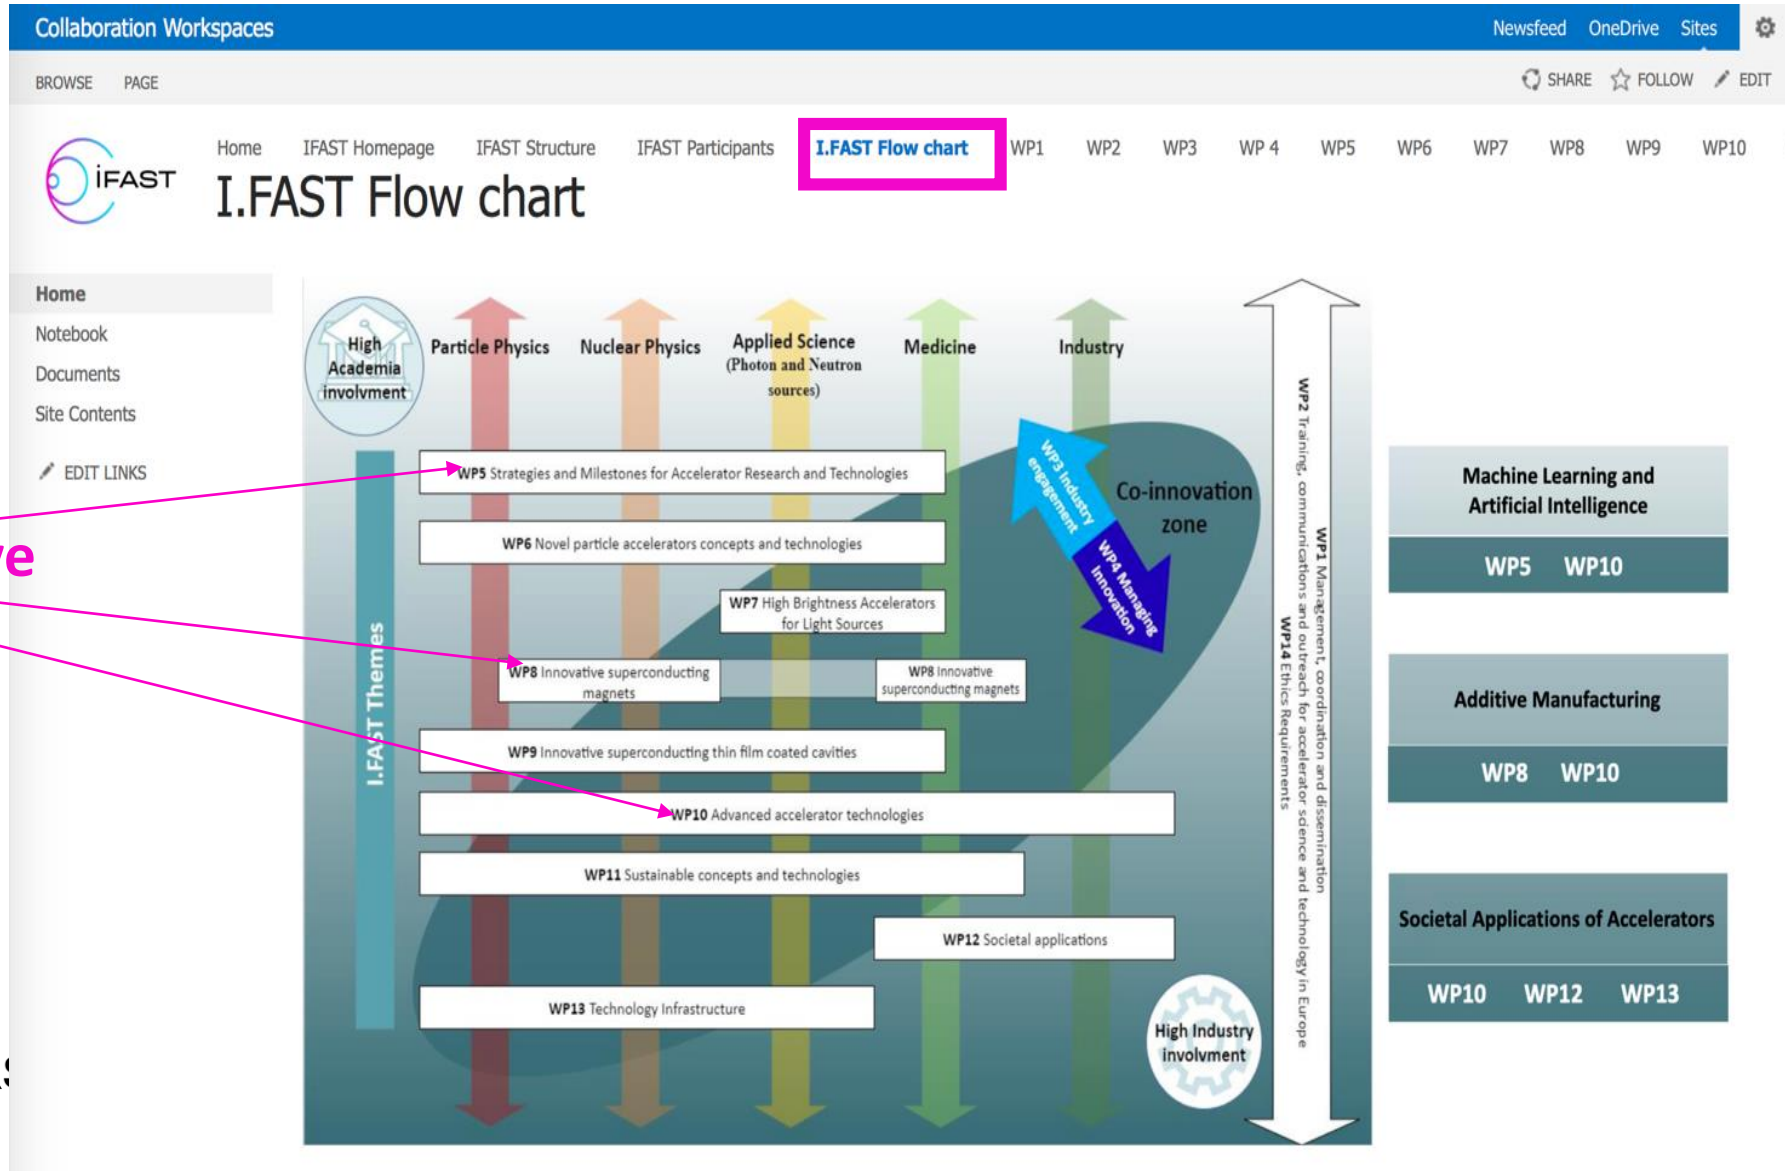 Collaboration Workspaces
Newsfeed OneDrive Sites
BROWSE PAGE
SHARE FOLLOW EDIT
iFAST
Home IFAST Homepage IFAST Structure IFAST Participants I.FAST Flow chart WP1 WP2 WP3 WP 4 WP5 WP6 WP7 WP8 WP9 WP10
I.FAST Flow chart
Home
Notebook
Documents
Site Contents
EDIT LINKS
High
Academia
involvment
Particle Physics
Nuclear Physics
Applied Science
(Photon and Neutron
sources)
Medicine
Industry
I.FAST Themes
WP5 Strategies and Milestones for Accelerator Research and Technologies
WP6 Novel particle accelerators concepts and technologies
WP7 High Brightness Accelerators
for Light Sources
WP8 Innovative superconducting
magnets
WP8 Innovative
superconducting magnets
WP9 Innovative superconducting thin film coated cavities
WP10 Advanced accelerator technologies
WP11 Sustainable concepts and technologies
WP12 Societal applications
WP13 Technology Infrastructure
WP3 Industry
engagement
WP4 Managing
Innovation
Co-innovation
zone
High Industry
involvment
WP1 Management, coordination and dissemination
WP2 Training, communications and outreach for accelerator science and technology in Europe
WP14 Ethics Requirements
Machine Learning and
Artificial Intelligence
WP5 WP10
Additive Manufacturing
WP8 WP10
Societal Applications of Accelerators
WP10 WP12 WP13